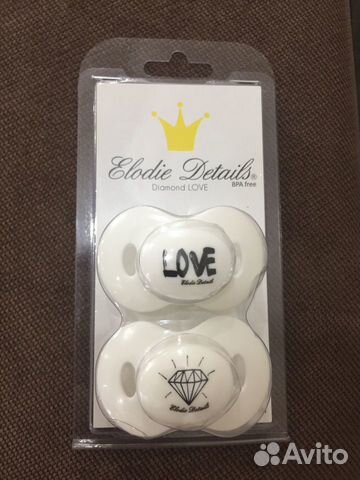 Elodie Details®
BPA free
Diamond LOVE
LOVE
Elodie Details
Elodie Details
Avito